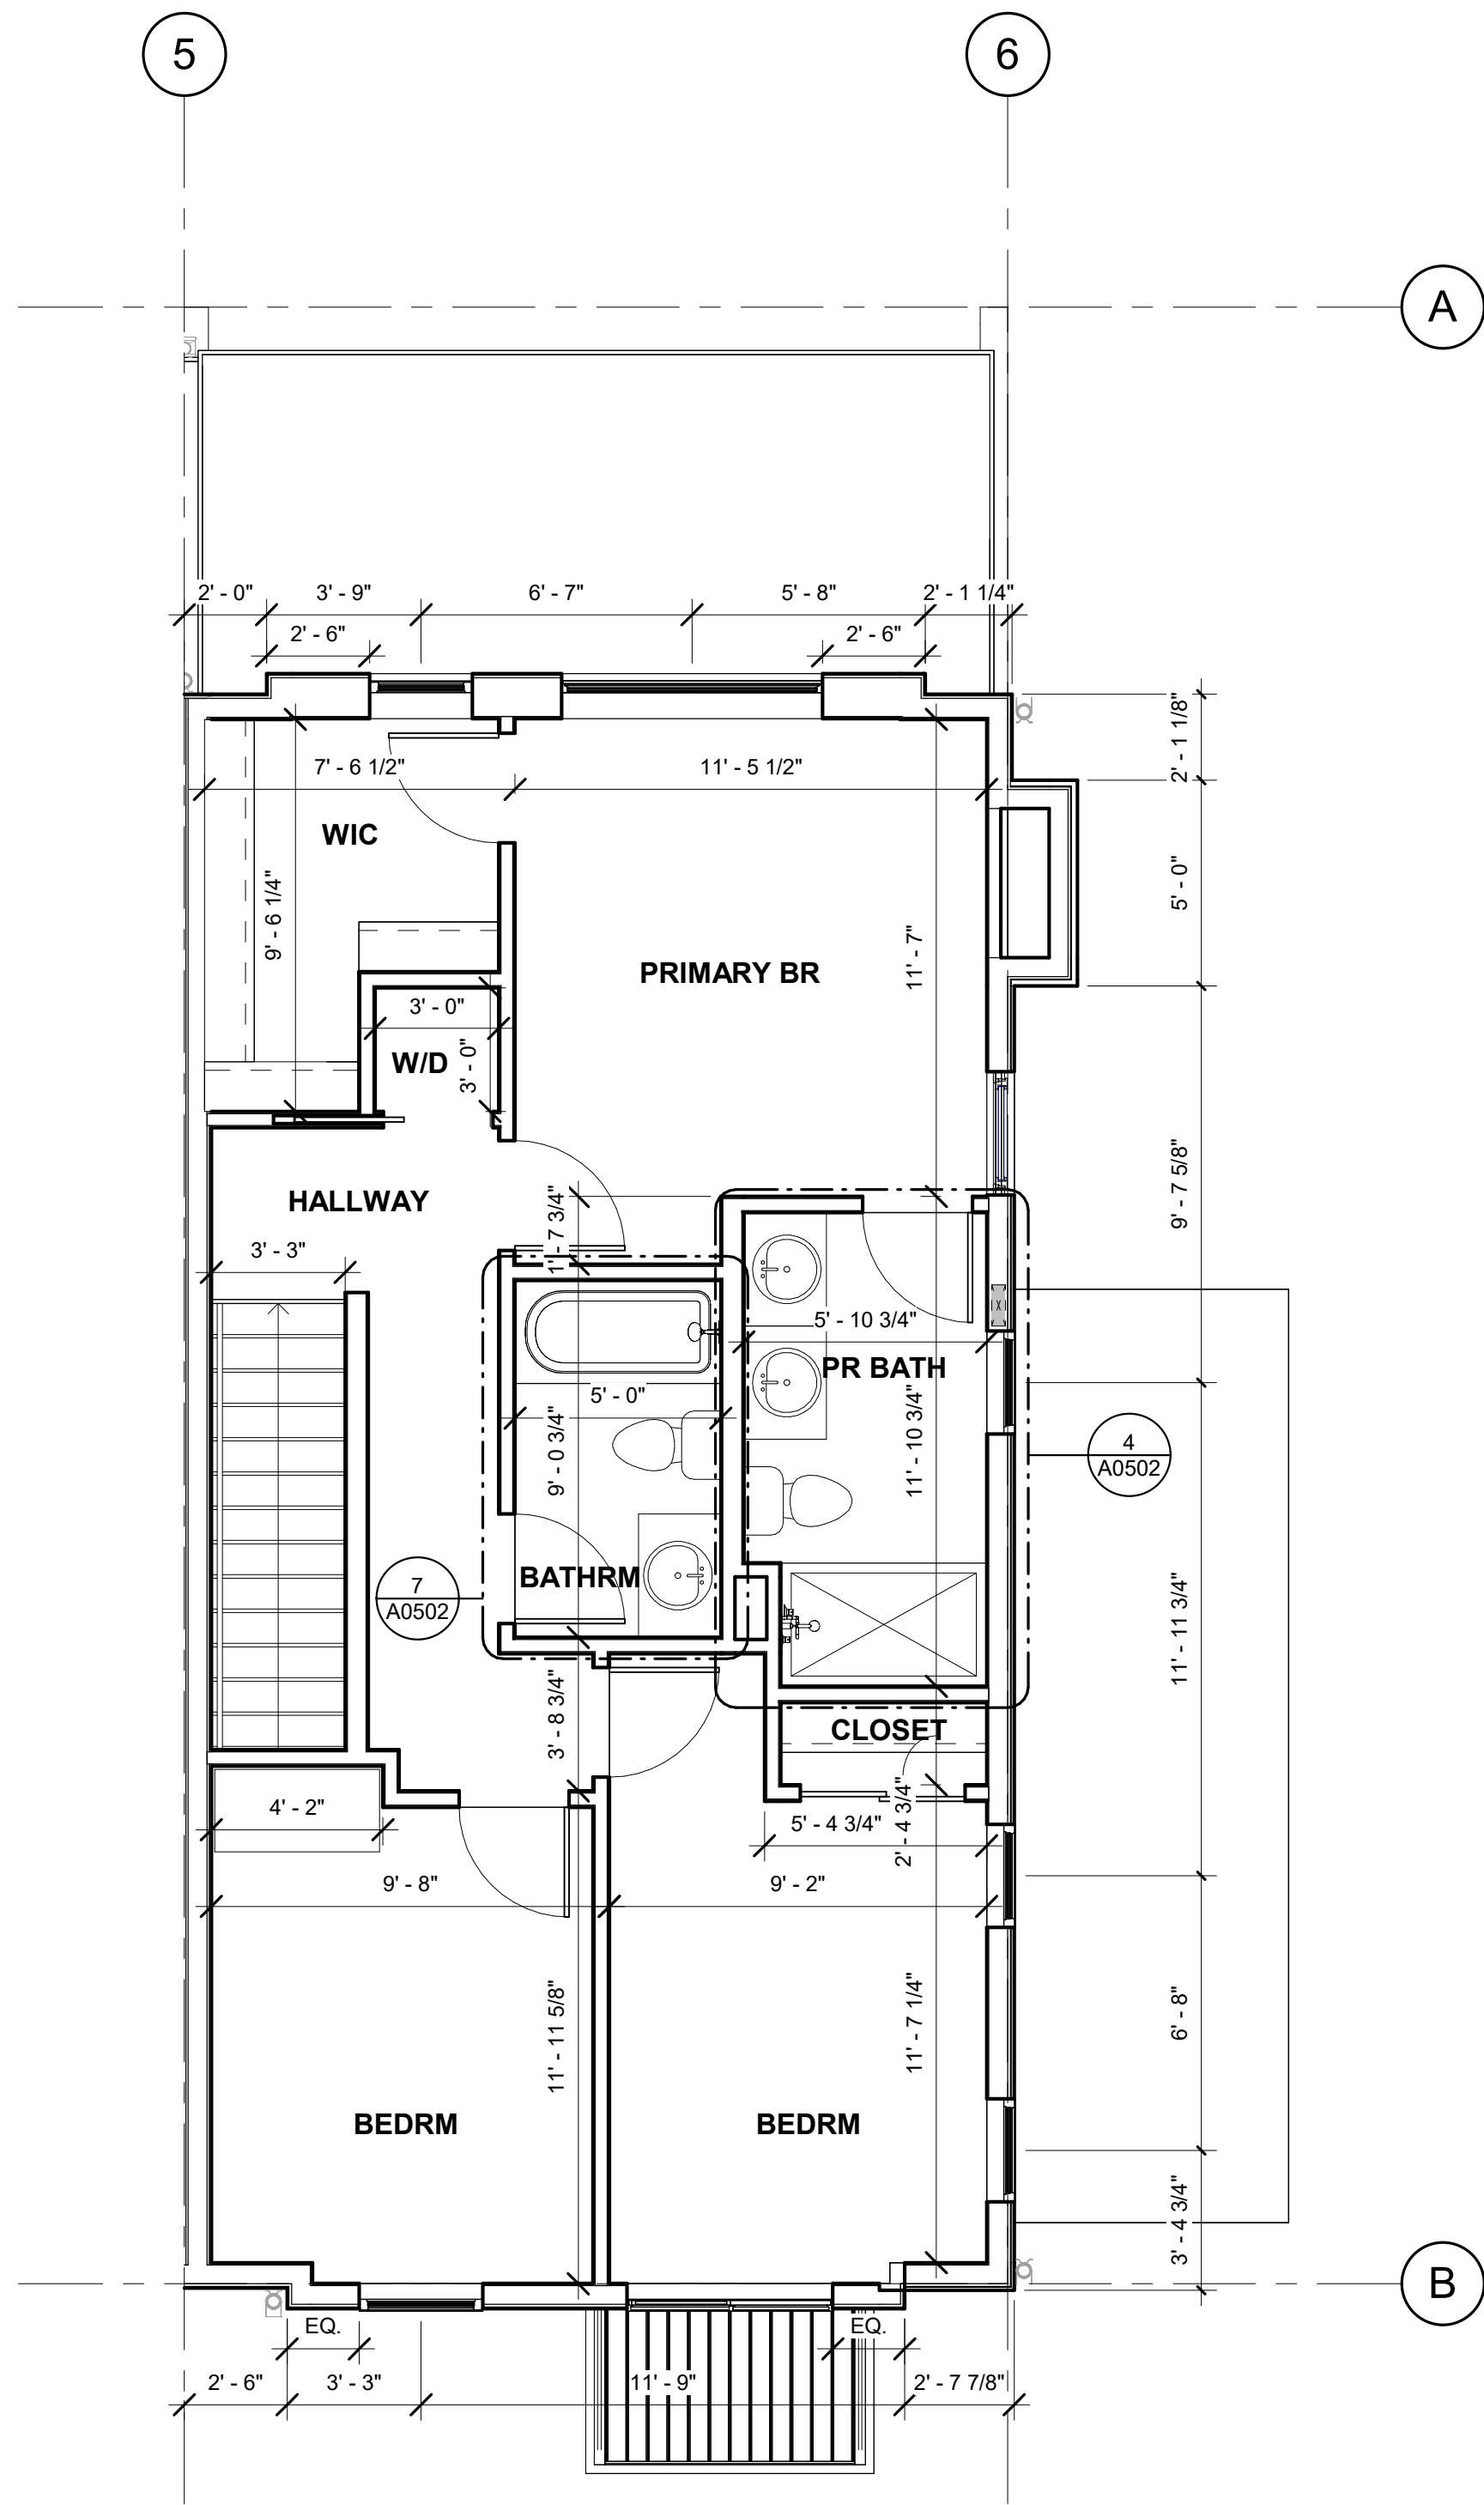 5
6
A
2' - 0"
3' - 9"
6' - 7"
5' - 8"
2' - 1 1/4"
2' - 6"
2' - 6"
2' - 1 1/8"
7' - 6 1/2"
11' - 5 1/2"
WIC
5' - 0"
9' - 6 1/4"
11' - 7"
PRIMARY BR
3' - 0"
W/D
3' - 0"
9' - 7 5/8"
HALLWAY
1' - 7 3/4"
3' - 3"
5' - 10 3/4"
PR BATH
5' - 0"
9' - 0 3/4"
11' - 10 3/4"
4
A0502
BATHRM
7
A0502
11' - 11 3/4"
3' - 8 3/4"
CLOSET
4' - 2"
5' - 4 3/4"
2' - 4 3/4"
9' - 8"
9' - 2"
11' - 11 5/8"
11' - 7 1/4"
6' - 8"
BEDRM
BEDRM
3' - 4 3/4"
B
EQ.
EQ.
2' - 6"
3' - 3"
11' - 9"
2' - 7 7/8"